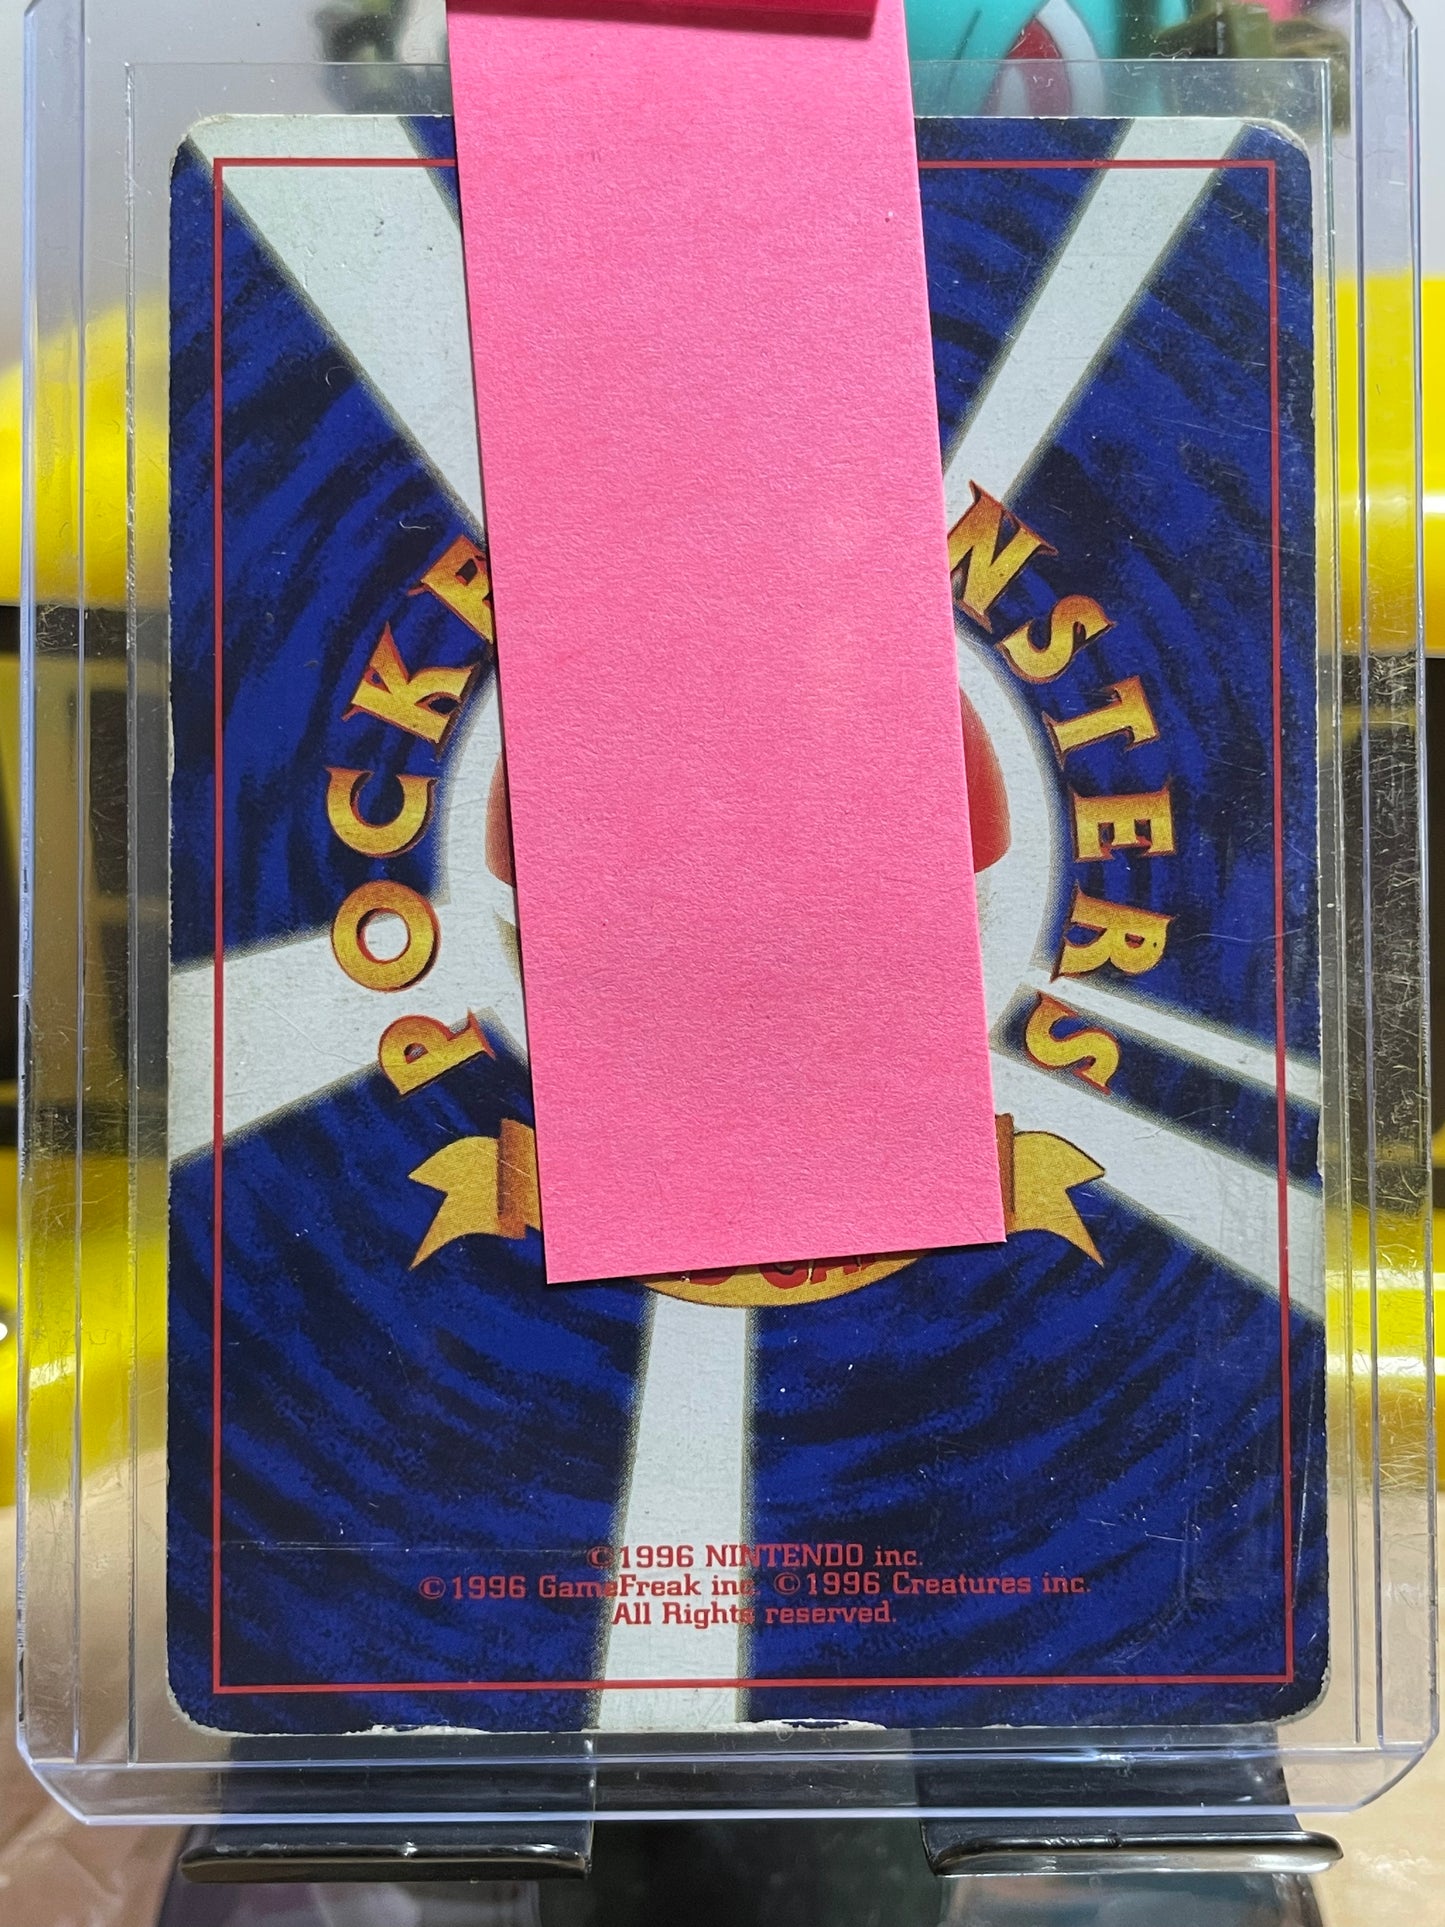 POCKE NSTERS
©1996 NINTENDO inc.
©1996 GameFreak inc. ©1996 Creatures inc.
All Rights reserved.